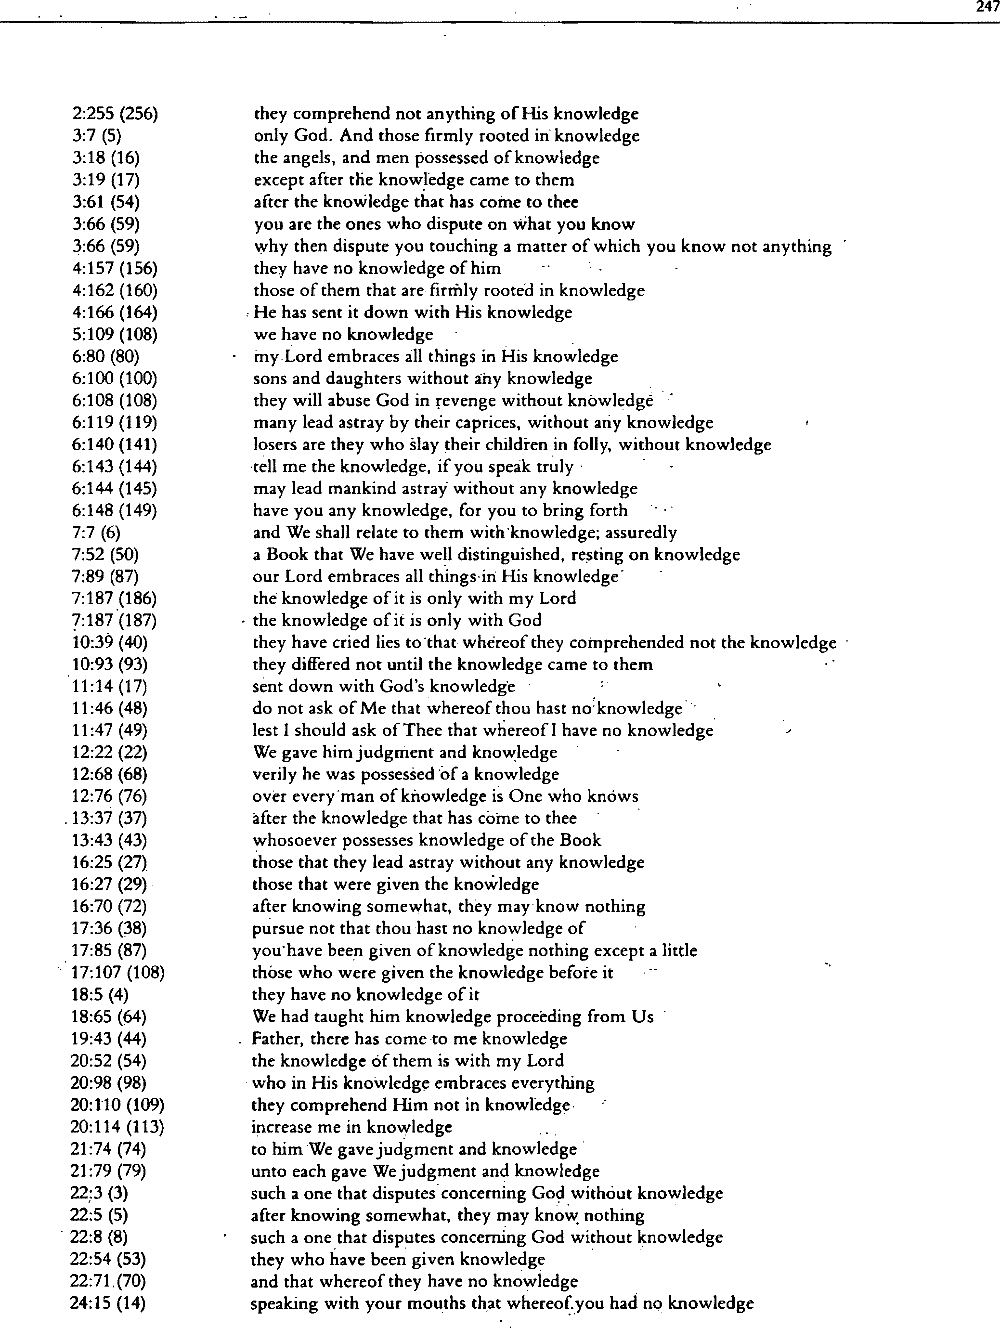 247
2:255 (256) they comprehend not anything of His knowledge
3:7 (5) only God. And those firmly rooted in knowledge
3:18 (16) the angels, and men possessed of knowledge
3:19 (17) except after the knowledge came to them
3:61 (54) after the knowledge that has come to thee
3:66 (59) you are the ones who dispute on what you know
3:66 (59) why then dispute you touching a matter of which you know not anything
4:157 (156) they have no knowledge of him
4:162 (160) those of them that are firmly rooted in knowledge
4:166 (164) He has sent it down with His knowledge
5:109 (108) we have no knowledge
6:80 (80) my Lord embraces all things in His knowledge
6:100 (100) sons and daughters without any knowledge
6:108 (108) they will abuse God in revenge without knowledge
6:119 (119) many lead astray by their caprices, without any knowledge
6:140 (141) losers are they who slay their children in folly, without knowledge
6:143 (144) tell me the knowledge, if you speak truly
6:144 (145) may lead mankind astray without any knowledge
6:148 (149) have you any knowledge, for you to bring forth
7:7 (6) and We shall relate to them with knowledge; assuredly
7:52 (50) a Book that We have well distinguished, resting on knowledge
7:89 (87) our Lord embraces all things in His knowledge
7:187 (186) the knowledge of it is only with my Lord
7:187 (187) the knowledge of it is only with God
10:39 (40) they have cried lies to that whereof they comprehended not the knowledge
10:93 (93) they differed not until the knowledge came to them
11:14 (17) sent down with God's knowledge
11:46 (48) do not ask of Me that whereof thou hast no knowledge
11:47 (49) lest I should ask of Thee that whereof I have no knowledge
12:22 (22) We gave him judgment and knowledge
12:68 (68) verily he was possessed of a knowledge
12:76 (76) over every man of knowledge is One who knows
13:37 (37) after the knowledge that has come to thee
13:43 (43) whosoever possesses knowledge of the Book
16:25 (27) those that they lead astray without any knowledge
16:27 (29) those that were given the knowledge
16:70 (72) after knowing somewhat, they may know nothing
17:36 (38) pursue not that thou hast no knowledge of
17:85 (87) you have been given of knowledge nothing except a little
17:107 (108) those who were given the knowledge before it
18:5 (4) they have no knowledge of it
18:65 (64) We had taught him knowledge proceeding from Us
19:43 (44) Father, there has come to me knowledge
20:52 (54) the knowledge of them is with my Lord
20:98 (98) who in His knowledge embraces everything
20:110 (109) they comprehend Him not in knowledge
20:114 (113) increase me in knowledge
21:74 (74) to him We gave judgment and knowledge
21:79 (79) unto each gave We judgment and knowledge
22:3 (3) such a one that disputes concerning God without knowledge
22:5 (5) after knowing somewhat, they may know nothing
22:8 (8) such a one that disputes concerning God without knowledge
22:54 (53) they who have been given knowledge
22:71 (70) and that whereof they have no knowledge
24:15 (14) speaking with your mouths that whereof you had no knowledge